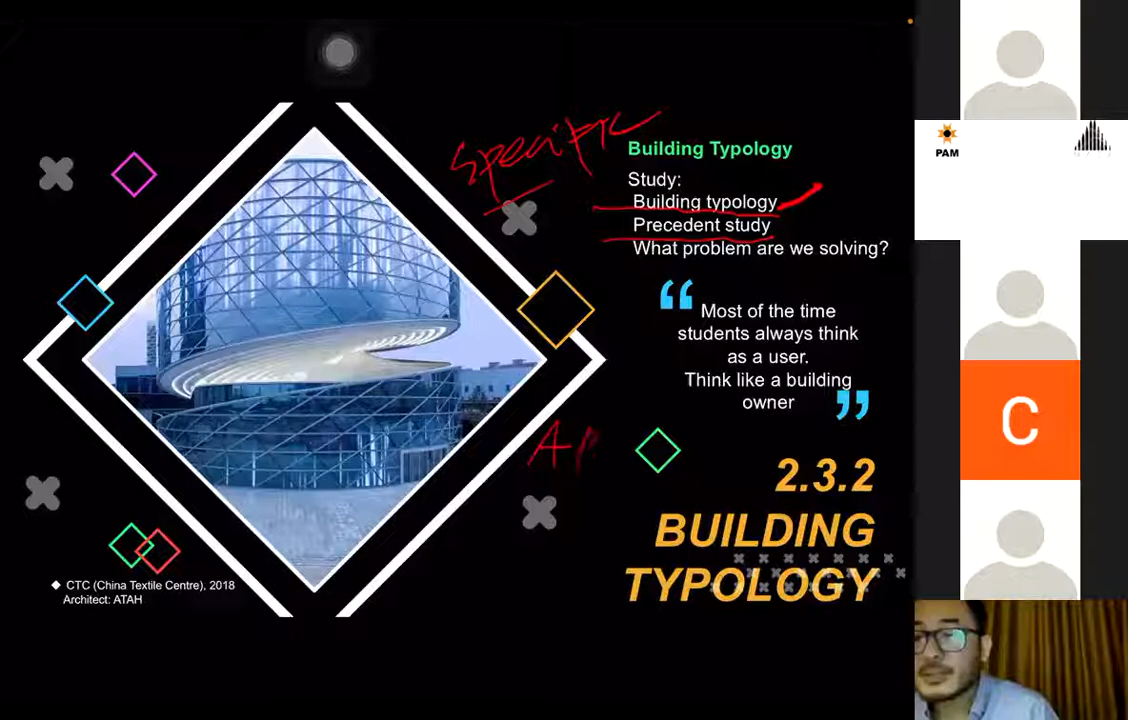 Specific
Building Typology
Study:
Building typology
Precedent study
What problem are we solving?
“
Most of the time
students always think
as a user.
Think like a building
owner
”
2.3.2
BUILDING
TYPOLOGY
CTC (China Textile Centre), 2018
Architect: ATAH
PAM
C